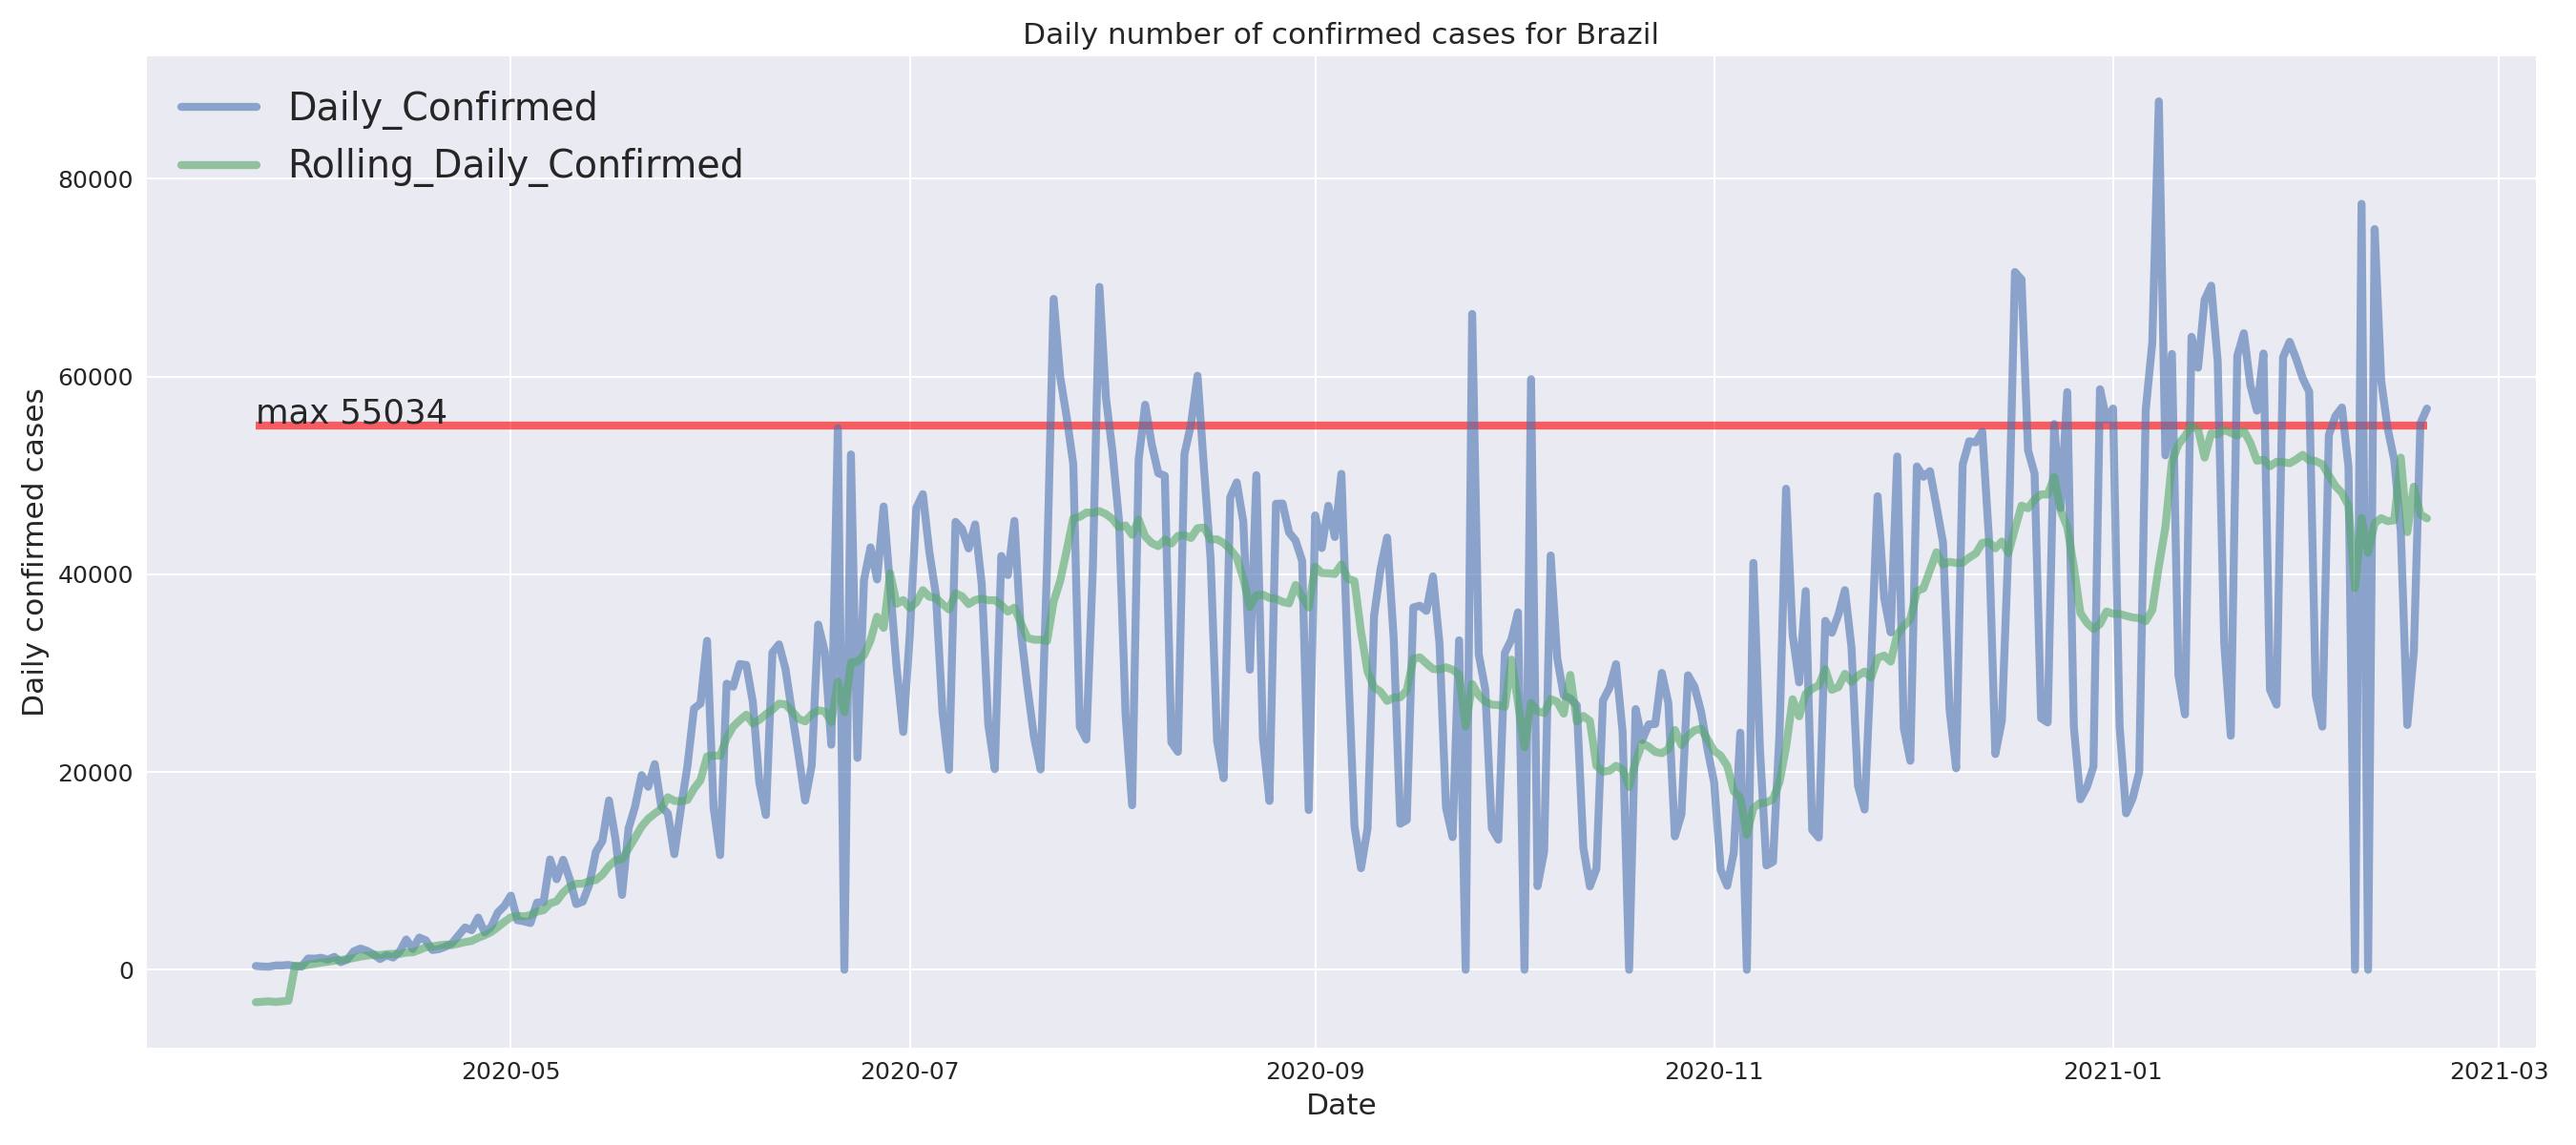 Daily number of confirmed cases for Brazil
Daily_Confirmed
Rolling_Daily_Confirmed
80000
60000
max 55034
40000
20000
0
Daily confirmed cases
2020-05 2020-07 2020-09 2020-11 2021-01 2021-03
Date